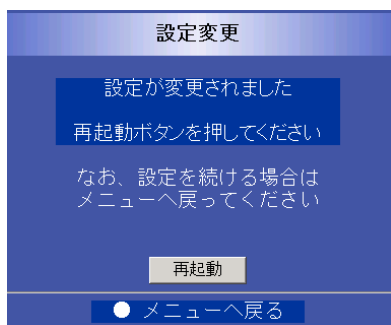 設定変更
設定が変更されました
再起動ボタンを押してください
なお、設定を続ける場合は
メニューへ戻ってください
再起動
● メニューへ戻る